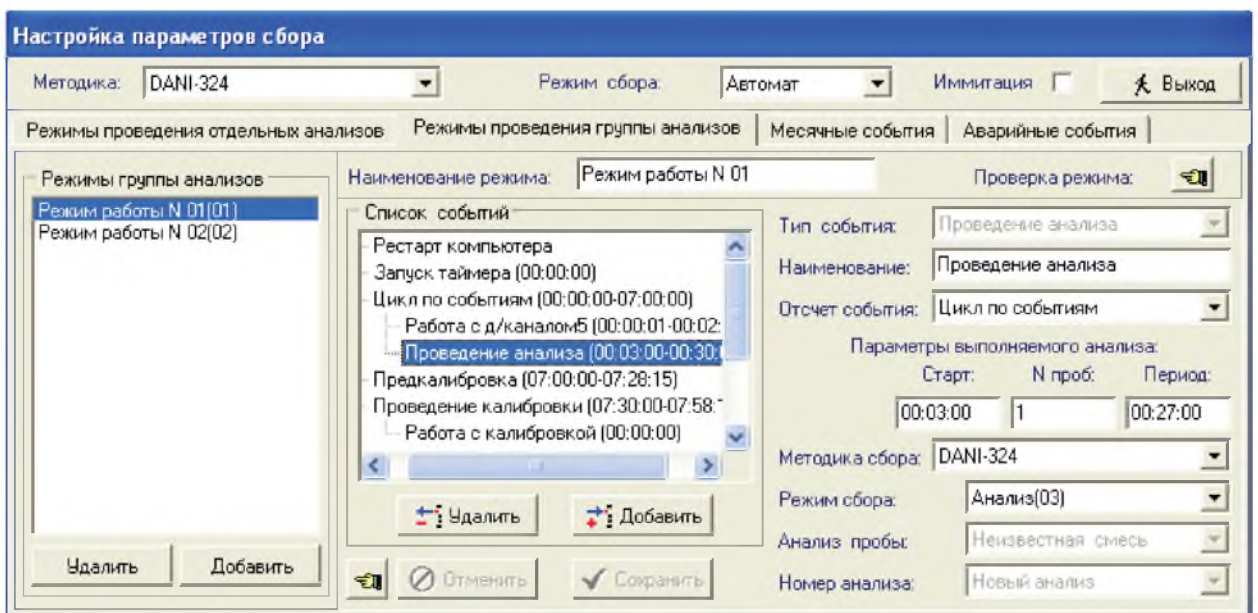 Настройка параметров сбора
Методика: DANI-324 Режим сбора: Автомат Иммитация Выход
Режимы проведения отдельных анализов Режимы проведения группы анализов Месячные события Аварийные события
Режимы группы анализов
Режим работы N 01(01)
Режим работы N 02(02)
Удалить Добавить
Наименование режима: Режим работы N 01 Проверка режима:
Список событий
Рестарт компьютера
Запуск таймера (00:00:00)
Цикл по событиям (00:00:00-07:00:00)
Работа с д/каналом5 (00:00:01-00:02:
Проведение анализа (00:03:00-00:30:
Предкалибровка (07:00:00-07:28:15)
Проведение калибровки (07:30:00-07:58:
Работа с калибровкой (00:00:00)
Удалить Добавить
Отменить Сохранить
Тип события: Проведение анализа
Наименование: Проведение анализа
Отсчет события: Цикл по событиям
Параметры выполняемого анализа:
Старт: N проб: Период:
00:03:00 1 00:27:00
Методика сбора: DANI-324
Режим сбора: Анализ(03)
Анализ пробы: Неизвестная смесь
Номер анализа: Новый анализ